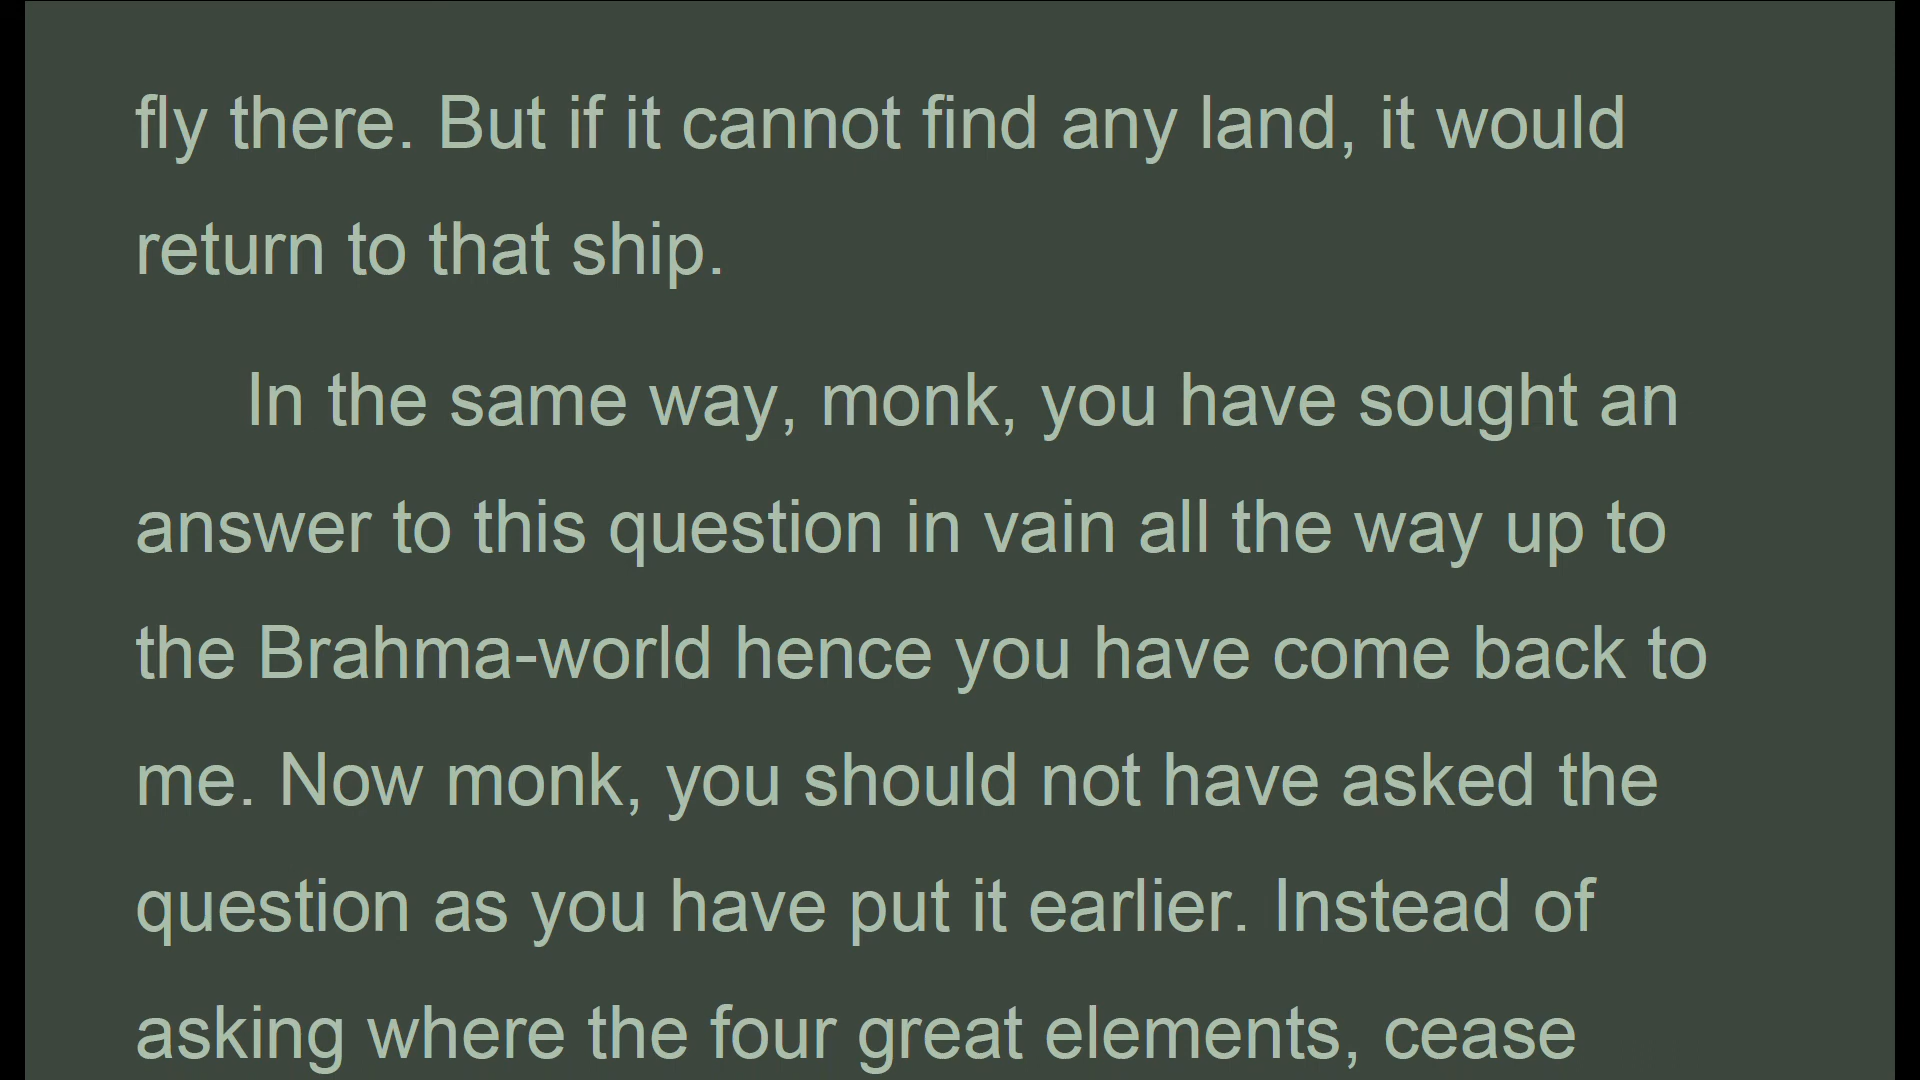 fly there. But if it cannot find any land, it would
return to that ship.
In the same way, monk, you have sought an
answer to this question in vain all the way up to
the Brahma-world hence you have come back to
me. Now monk, you should not have asked the
question as you have put it earlier. Instead of
asking where the four great elements, cease